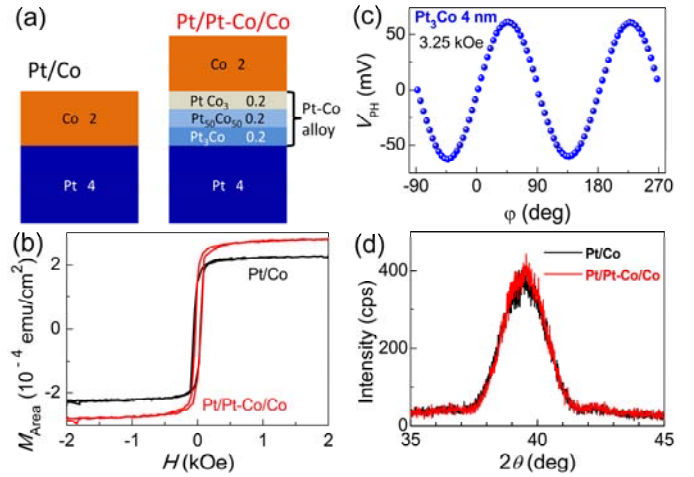 (a)
Pt/Pt-Co/Co
Pt/Co
Co 2
Co 2
Pt Co₃ 0.2
Pt₅₀Co₅₀ 0.2
Pt₃Co 0.2
Pt-Co
alloy
Pt 4
Pt 4
(c)
Pt₃Co 4 nm
3.25 kOe
50
0
-50
V_PH (mV)
-90 0 90 180 270
φ (deg)
(b)
2
0
-2
M_Area (10⁻⁴ emu/cm²)
Pt/Co
Pt/Pt-Co/Co
-2 -1 0 1 2
H (kOe)
(d)
Pt/Co
Pt/Pt-Co/Co
400
200
0
Intensity (cps)
35 40 45
2θ (deg)